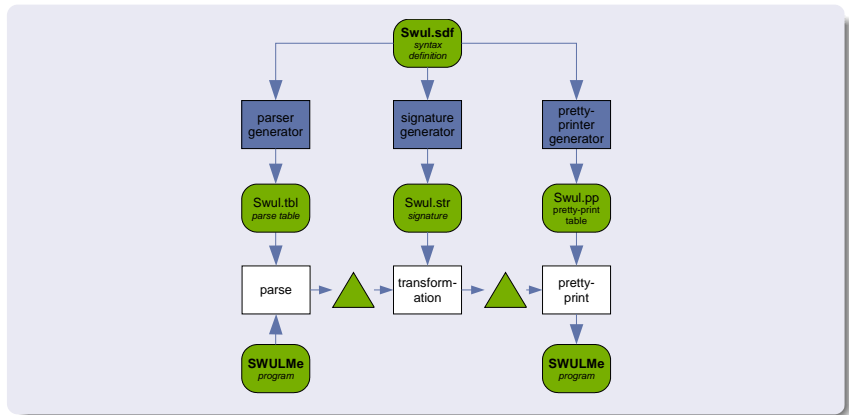 Swul.sdf
syntax
definition
parser
generator
signature
generator
pretty-
printer
generator
Swul.tbl
parse table
Swul.str
signature
Swul.pp
pretty-print
table
parse
transform-
ation
pretty-
print
SWULMe
program
SWULMe
program